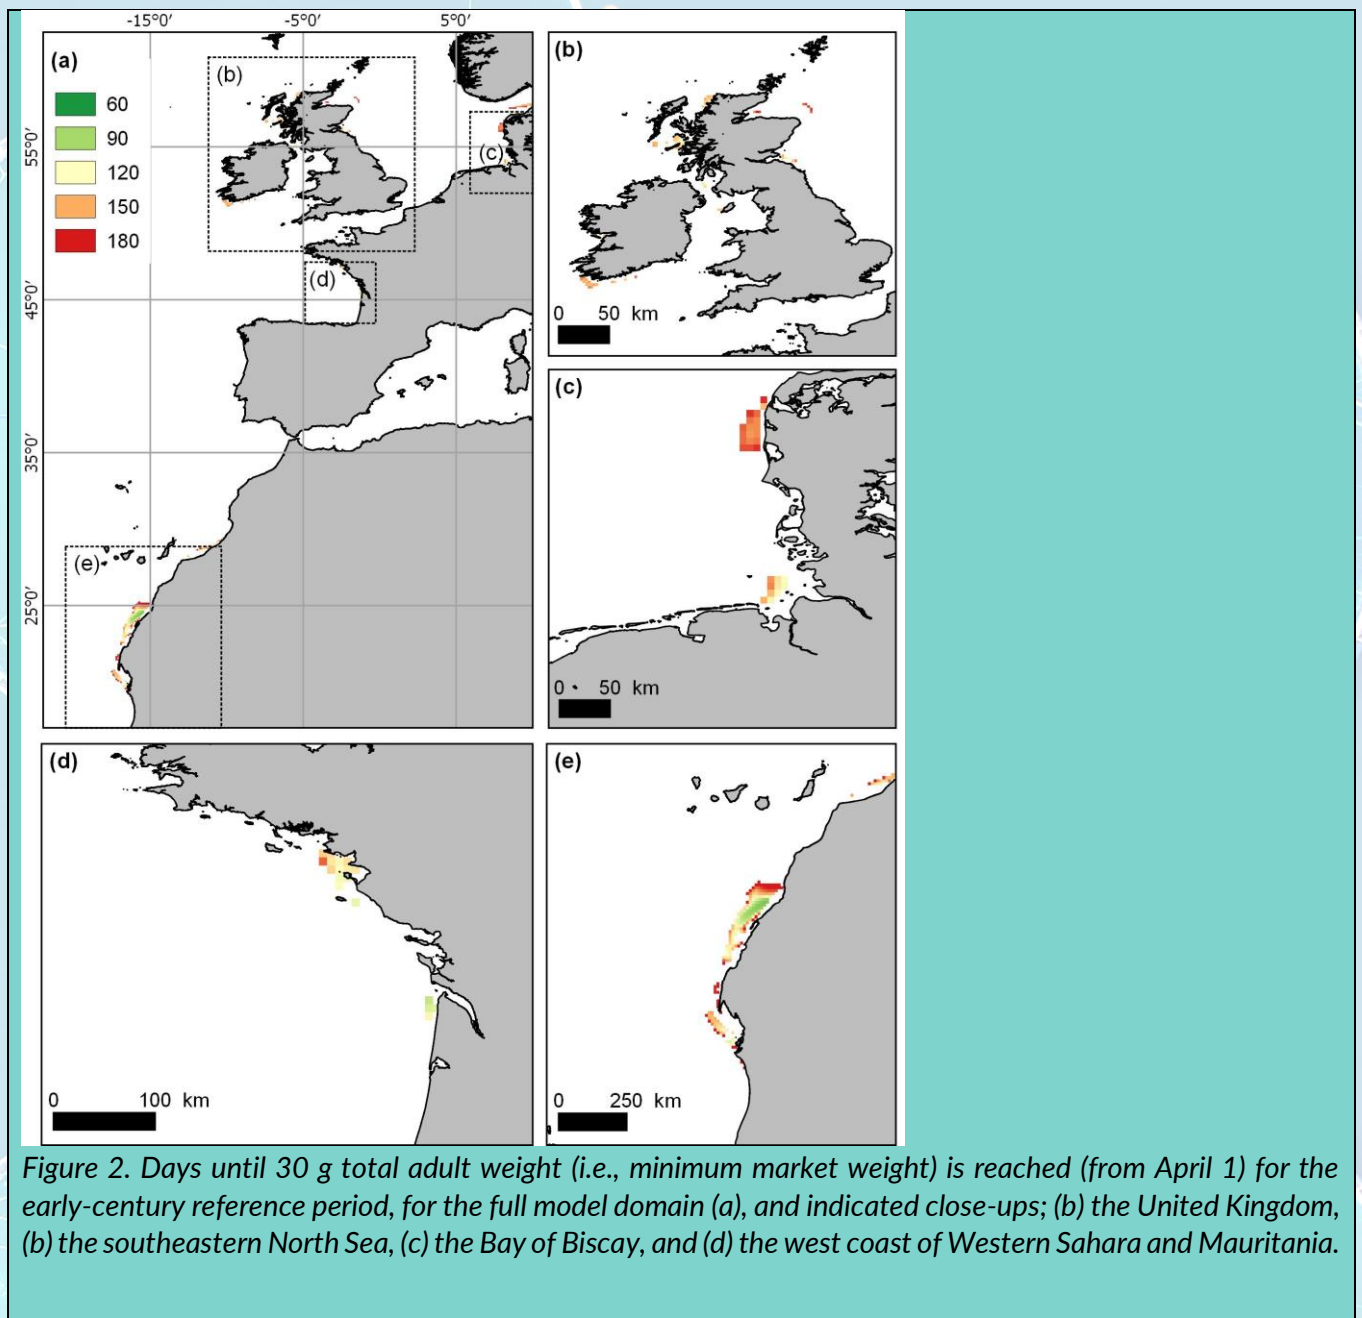 -15°0′ -5°0′ 5°0′
(a)
60
90
120
150
180
(b)
(c)
(d)
(e)
55°0′
45°0′
35°0′
25°0′
(b)
0 50 km
(c)
0 50 km
(d)
0 100 km
(e)
0 250 km
Figure 2. Days until 30 g total adult weight (i.e., minimum market weight) is reached (from April 1) for the
early-century reference period, for the full model domain (a), and indicated close-ups; (b) the United Kingdom,
(b) the southeastern North Sea, (c) the Bay of Biscay, and (d) the west coast of Western Sahara and Mauritania.